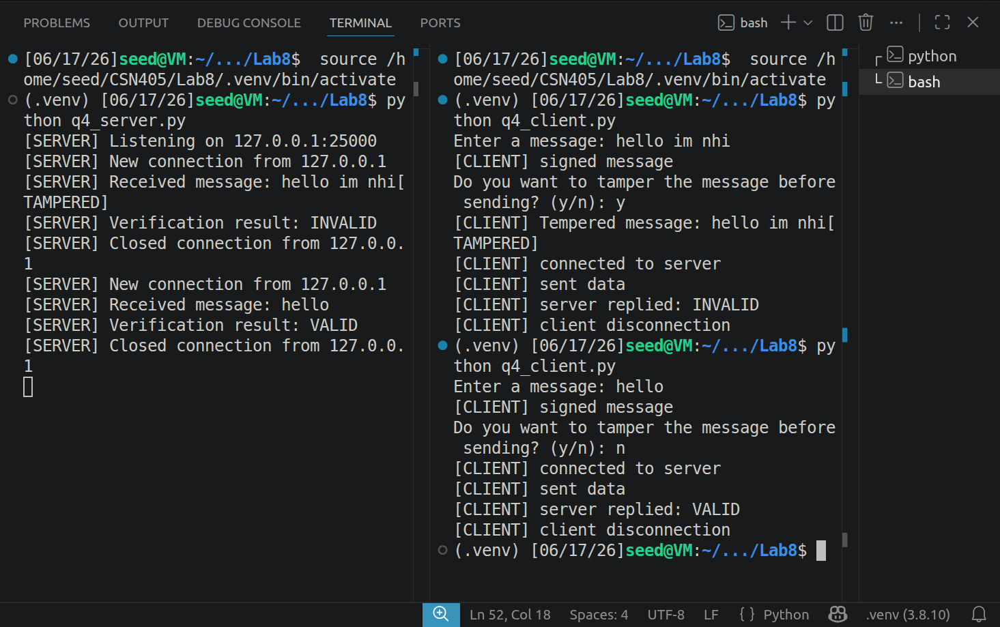 PROBLEMS OUTPUT DEBUG CONSOLE TERMINAL PORTS bash
[06/17/26]seed@VM:~/.../Lab8$  source /h
ome/seed/CSN405/Lab8/.venv/bin/activate
(.venv) [06/17/26]seed@VM:~/.../Lab8$ py
thon q4_server.py
[SERVER] Listening on 127.0.0.1:25000
[SERVER] New connection from 127.0.0.1
[SERVER] Received message: hello im nhi[
TAMPERED]
[SERVER] Verification result: INVALID
[SERVER] Closed connection from 127.0.0.
1
[SERVER] New connection from 127.0.0.1
[SERVER] Received message: hello
[SERVER] Verification result: VALID
[SERVER] Closed connection from 127.0.0.
1
[06/17/26]seed@VM:~/.../Lab8$  source /h
ome/seed/CSN405/Lab8/.venv/bin/activate
(.venv) [06/17/26]seed@VM:~/.../Lab8$ py
thon q4_client.py
Enter a message: hello im nhi
[CLIENT] signed message
Do you want to tamper the message before
 sending? (y/n): y
[CLIENT] Tempered message: hello im nhi[
TAMPERED]
[CLIENT] connected to server
[CLIENT] sent data
[CLIENT] server replied: INVALID
[CLIENT] client disconnection
(.venv) [06/17/26]seed@VM:~/.../Lab8$ py
thon q4_client.py
Enter a message: hello
[CLIENT] signed message
Do you want to tamper the message before
 sending? (y/n): n
[CLIENT] connected to server
[CLIENT] sent data
[CLIENT] server replied: VALID
[CLIENT] client disconnection
(.venv) [06/17/26]seed@VM:~/.../Lab8$
python
bash
Ln 52, Col 18 Spaces: 4 UTF-8 LF { } Python .venv (3.8.10)